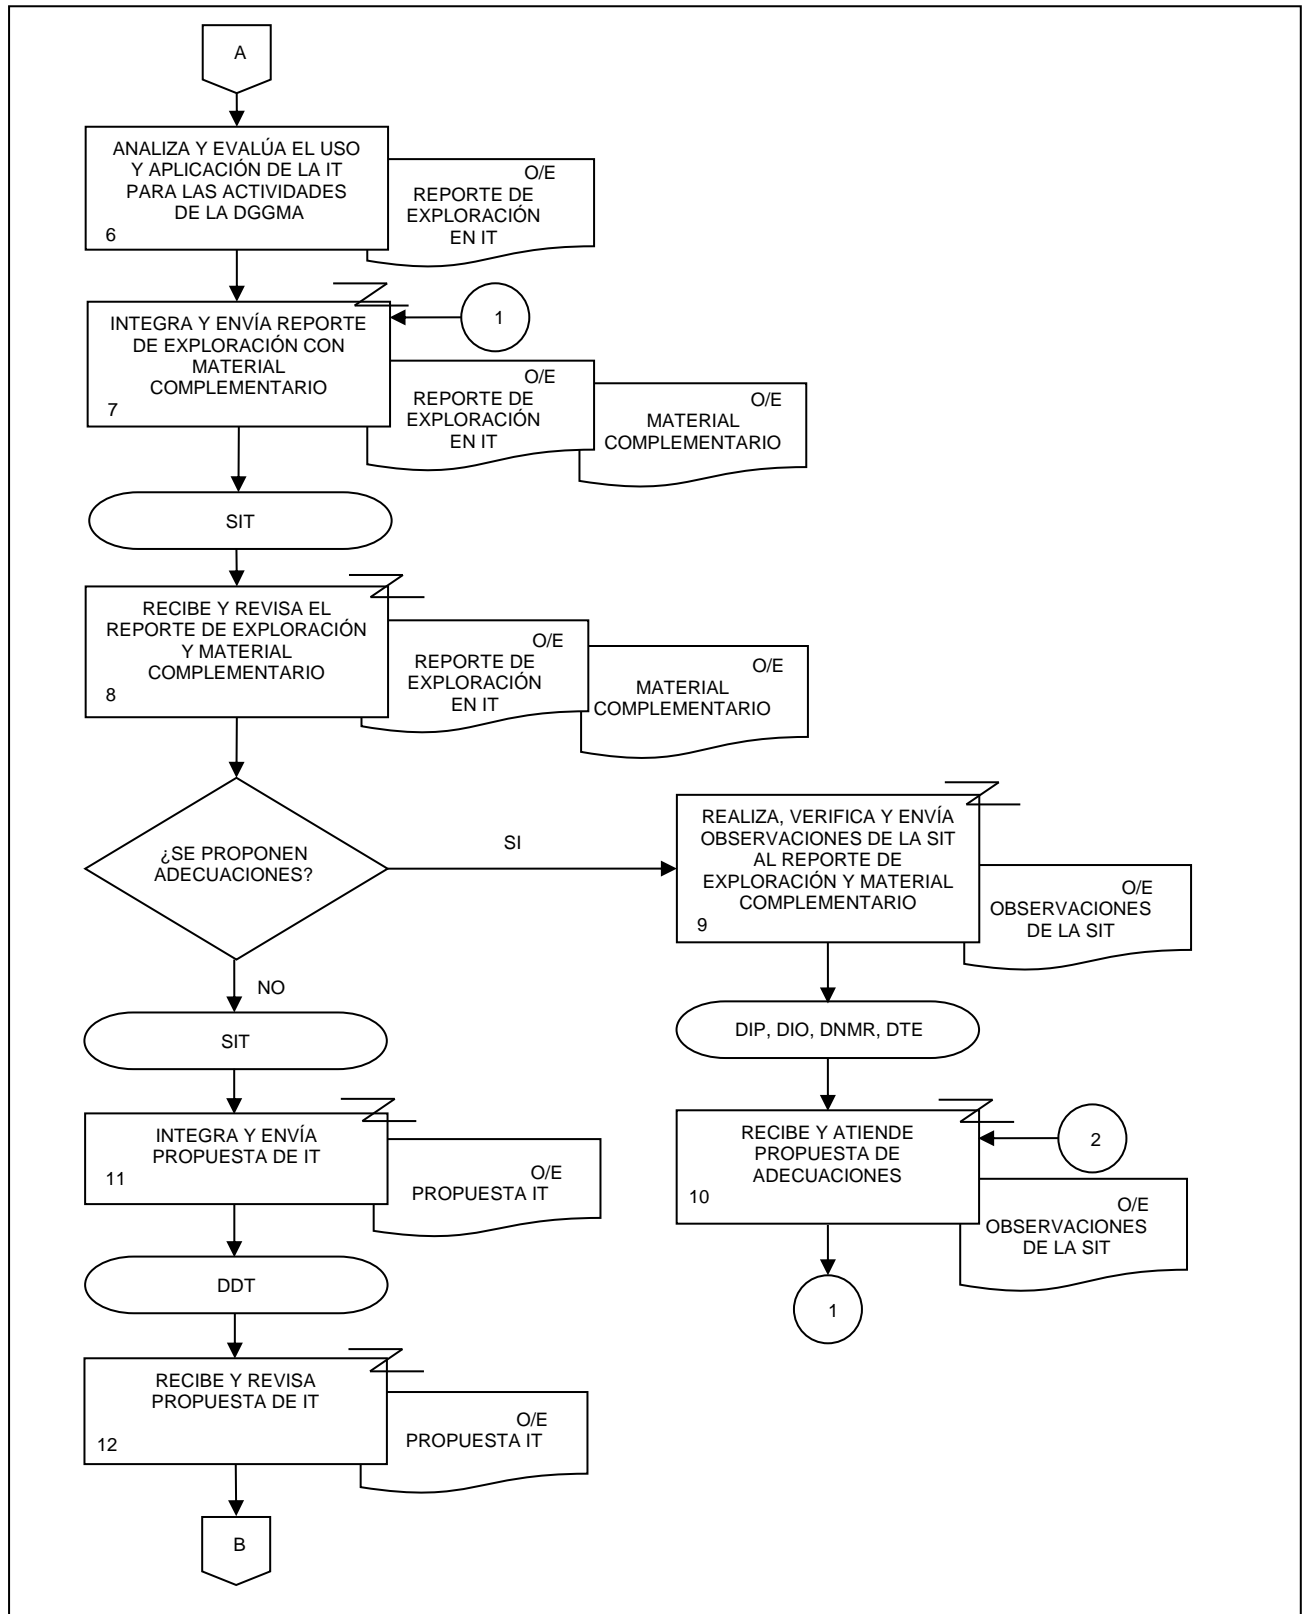 A
ANALIZA Y EVALÚA EL USO
Y APLICACIÓN DE LA IT
PARA LAS ACTIVIDADES
DE LA DGGMA
6
O/E
REPORTE DE
EXPLORACIÓN
EN IT
INTEGRA Y ENVÍA REPORTE
DE EXPLORACIÓN CON
MATERIAL
COMPLEMENTARIO
7
1
O/E
REPORTE DE
EXPLORACIÓN
EN IT
O/E
MATERIAL
COMPLEMENTARIO
SIT
RECIBE Y REVISA EL
REPORTE DE EXPLORACIÓN
Y MATERIAL
COMPLEMENTARIO
8
O/E
REPORTE DE
EXPLORACIÓN
EN IT
O/E
MATERIAL
COMPLEMENTARIO
¿SE PROPONEN
ADECUACIONES?
SI
REALIZA, VERIFICA Y ENVÍA
OBSERVACIONES DE LA SIT
AL REPORTE DE
EXPLORACIÓN Y MATERIAL
COMPLEMENTARIO
9
O/E
OBSERVACIONES
DE LA SIT
DIP, DIO, DNMR, DTE
RECIBE Y ATIENDE
PROPUESTA DE
ADECUACIONES
10
2
O/E
OBSERVACIONES
DE LA SIT
1
NO
SIT
INTEGRA Y ENVÍA
PROPUESTA DE IT
11
O/E
PROPUESTA IT
DDT
RECIBE Y REVISA
PROPUESTA DE IT
12
O/E
PROPUESTA IT
B